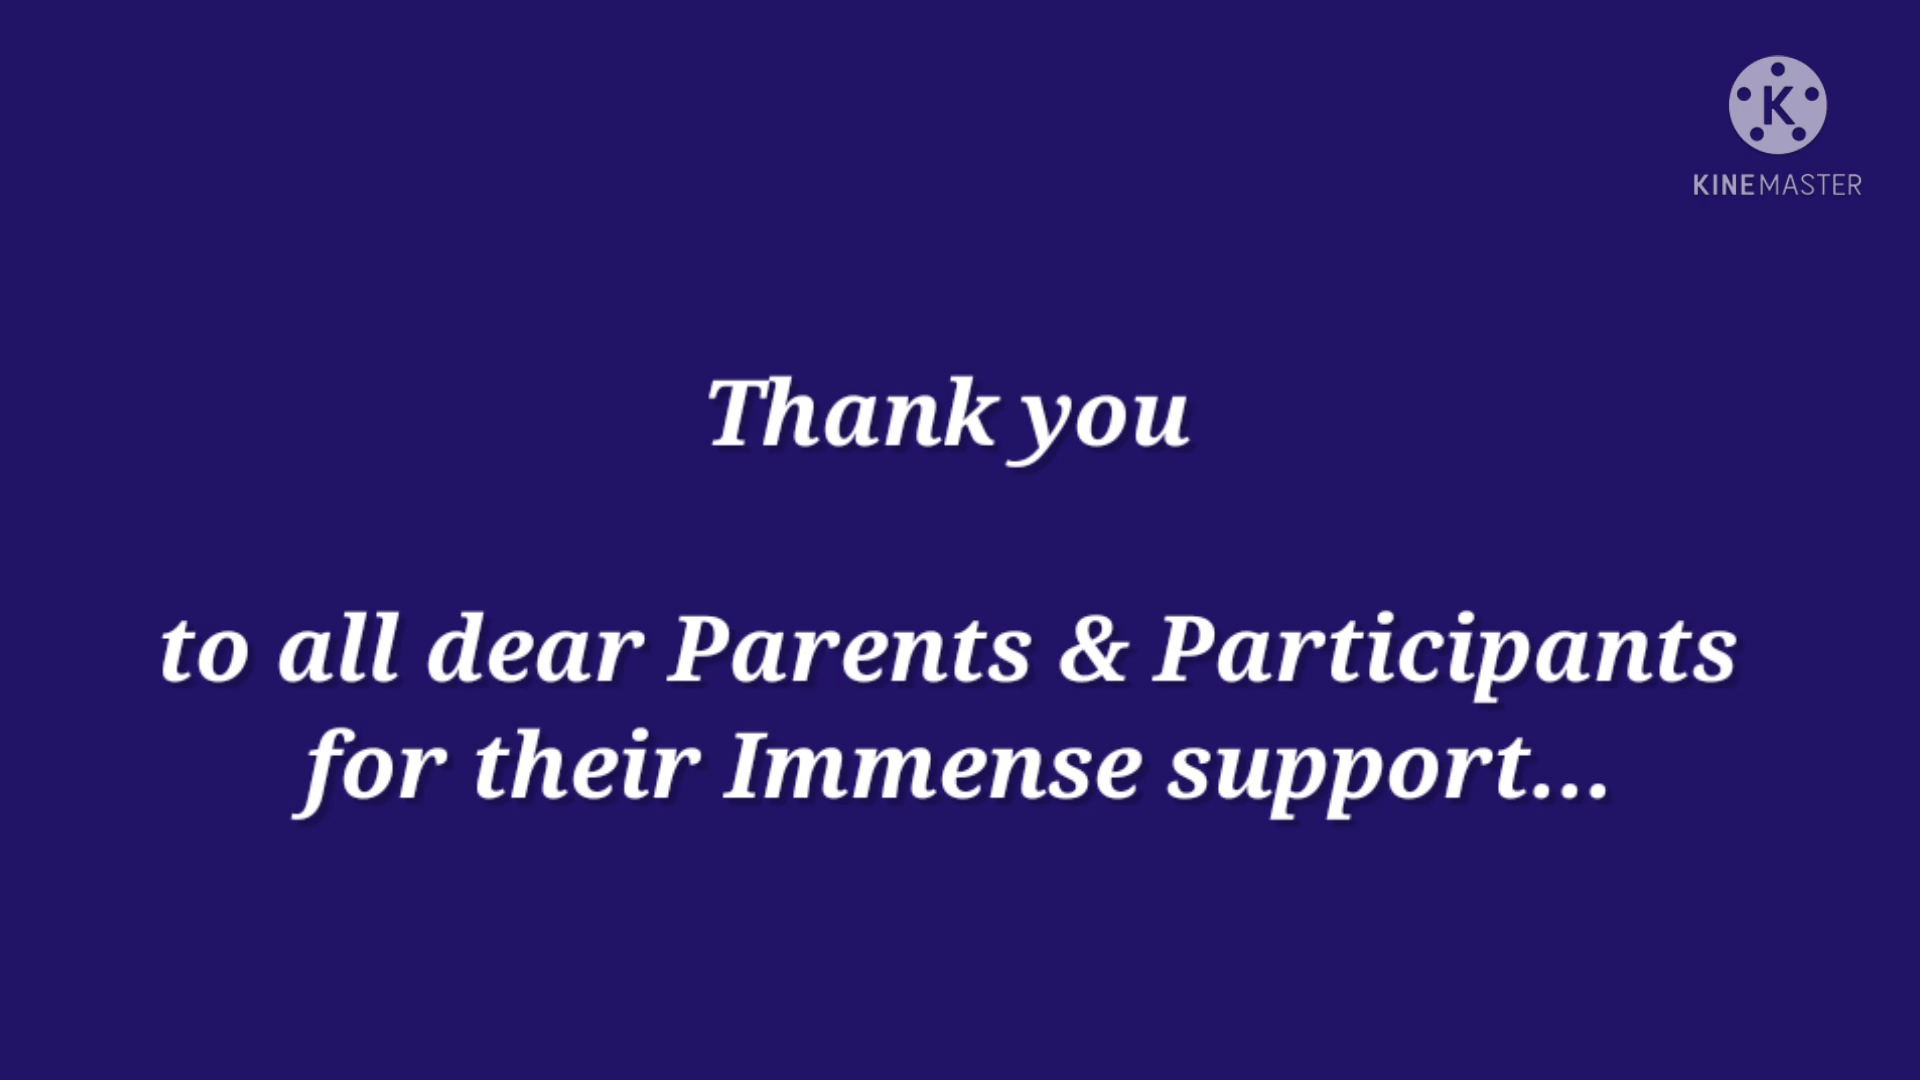 KINEMASTER
Thank you
to all dear Parents & Participants
for their Immense support...